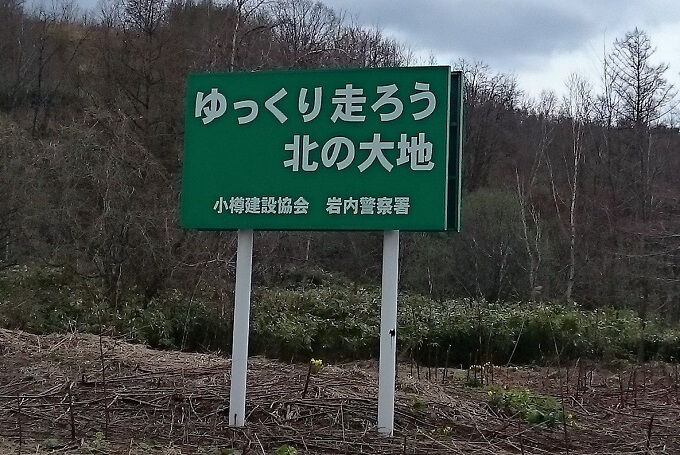 ゆっくり走ろう
北の大地
小樽建設協会　岩内警察署